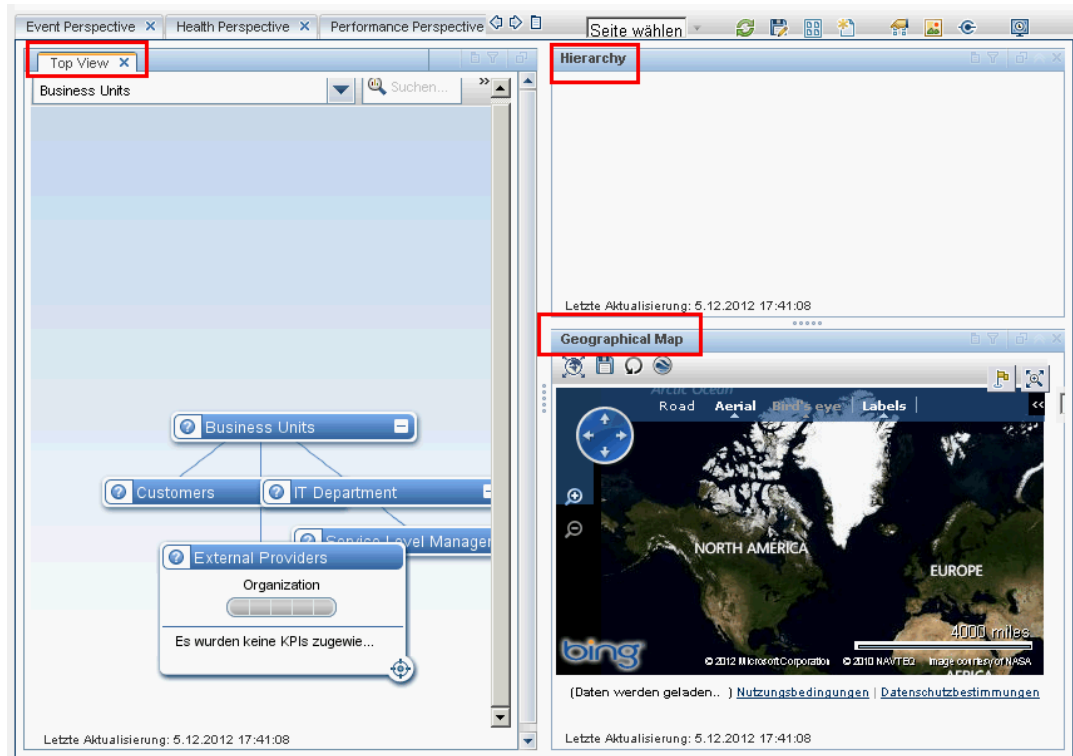 Event Perspective Health Perspective Performance Perspective
Seite wählen
Top View
Business Units
Suchen...
»
Business Units
Customers
IT Department
Service Level Manager
External Providers
Organization
Es wurden keine KPIs zugewie...
Letzte Aktualisierung: 5.12.2012 17:41:08
Hierarchy
Letzte Aktualisierung: 5.12.2012 17:41:08
Geographical Map
Arctic Ocean
Road Aerial Bird's eye Labels <<
NORTH AMERICA
EUROPE
4000 miles
bing
© 2012 Microsoft Corporation © 2010 NAVTEQ Image courtesy of NASA
AFRICA
(Daten werden geladen.. ) Nutzungsbedingungen | Datenschutzbestimmungen
Letzte Aktualisierung: 5.12.2012 17:41:08